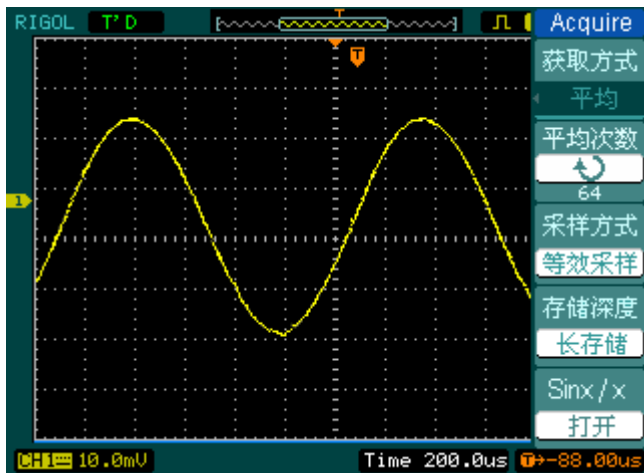 RIGOL T'D T Acquire
T
获取方式
平均
平均次数
64
1
采样方式
等效采样
存储深度
长存储
Sinx/x
打开
CH1 10.0mV Time 200.0us T→-88.00us